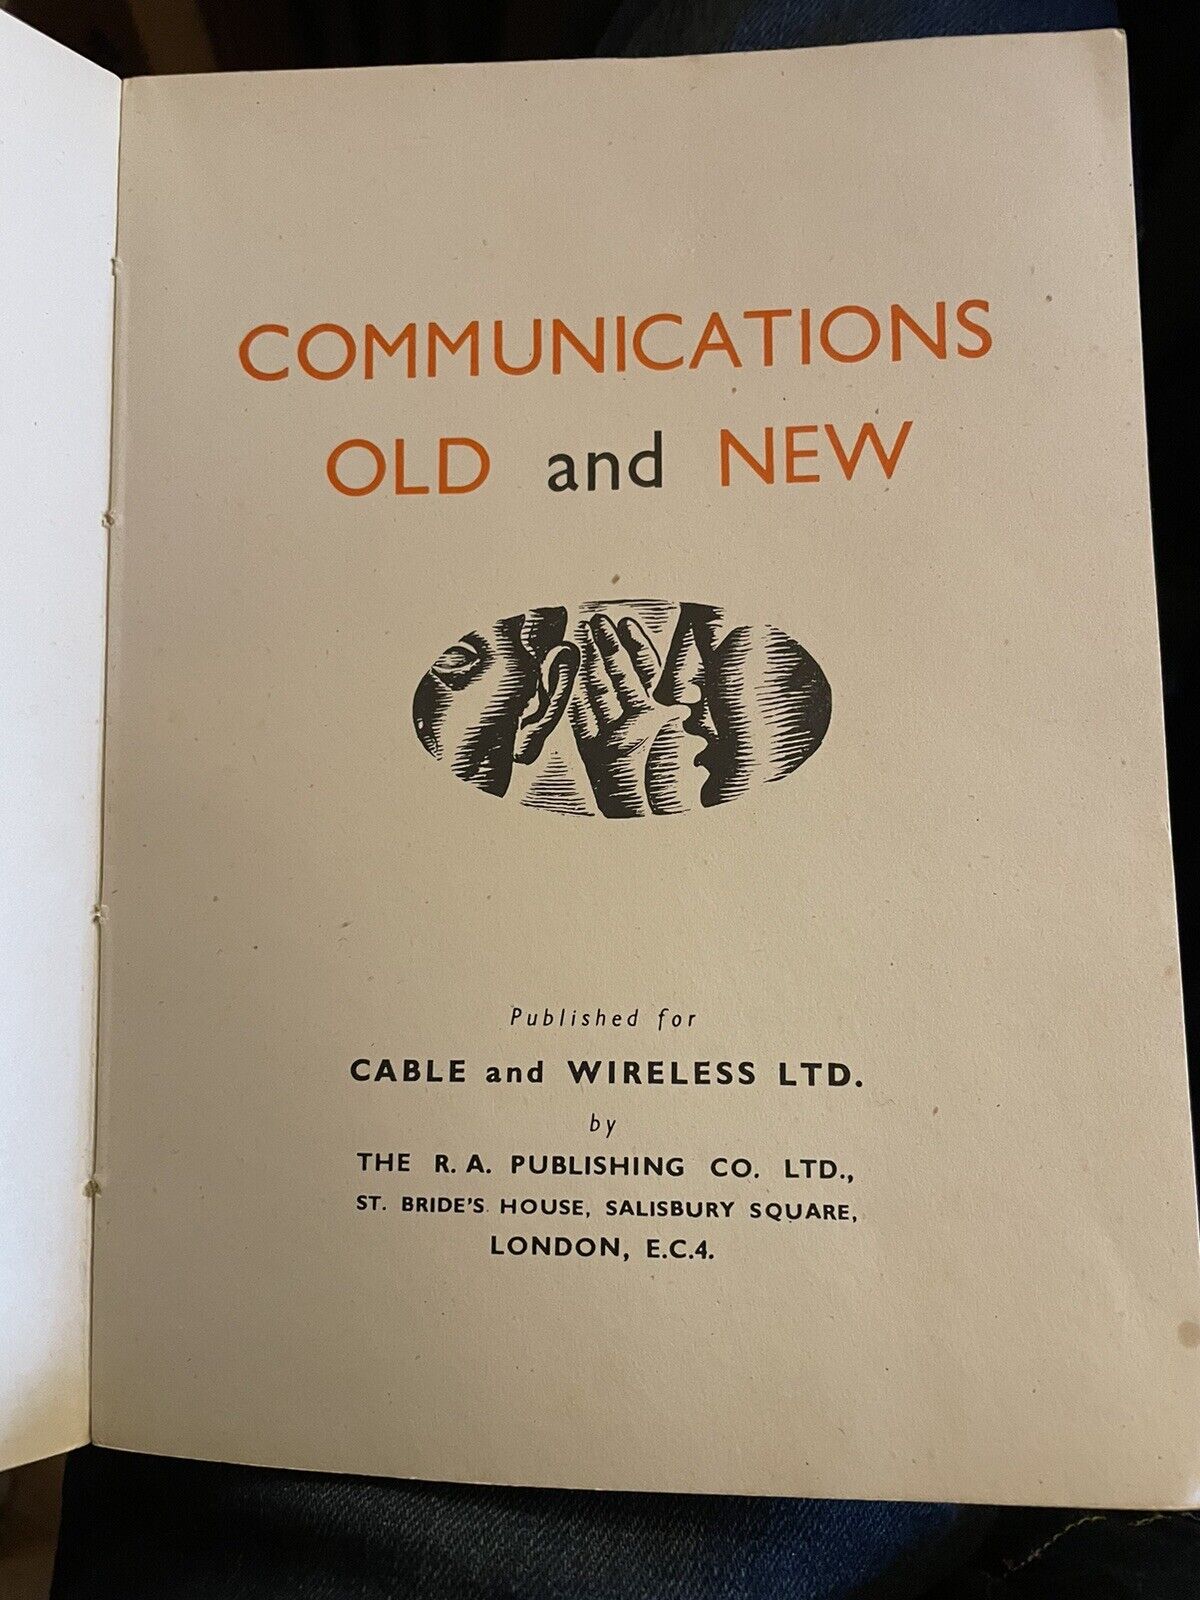 COMMUNICATIONS
OLD and NEW
Published for
CABLE and WIRELESS LTD.
by
THE R. A. PUBLISHING CO. LTD.,
ST. BRIDE'S HOUSE, SALISBURY SQUARE,
LONDON, E.C.4.